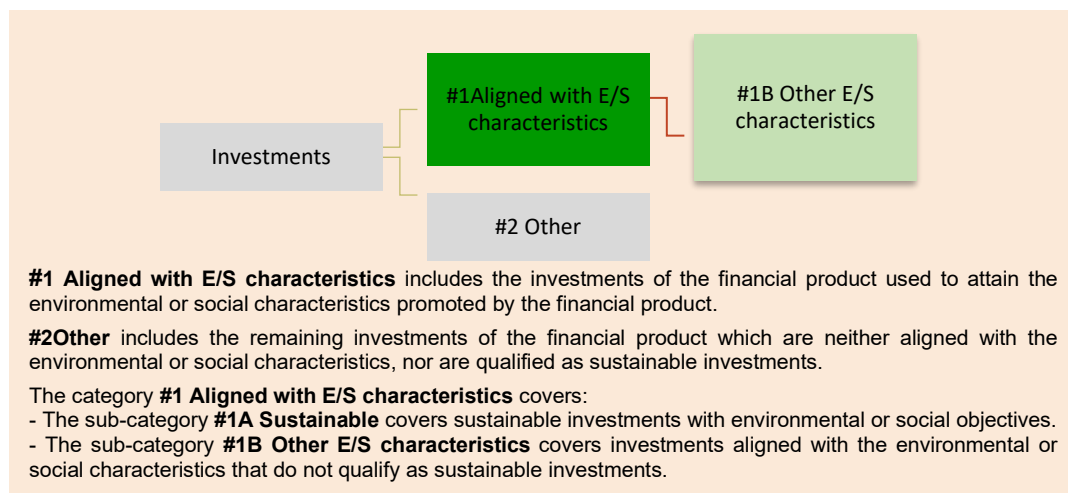 #1Aligned with E/S
characteristics
#1B Other E/S
characteristics
Investments
#2 Other
#1 Aligned with E/S characteristics includes the investments of the financial product used to attain the
environmental or social characteristics promoted by the financial product.
#2Other includes the remaining investments of the financial product which are neither aligned with the
environmental or social characteristics, nor are qualified as sustainable investments.
The category #1 Aligned with E/S characteristics covers:
- The sub-category #1A Sustainable covers sustainable investments with environmental or social objectives.
- The sub-category #1B Other E/S characteristics covers investments aligned with the environmental or
social characteristics that do not qualify as sustainable investments.